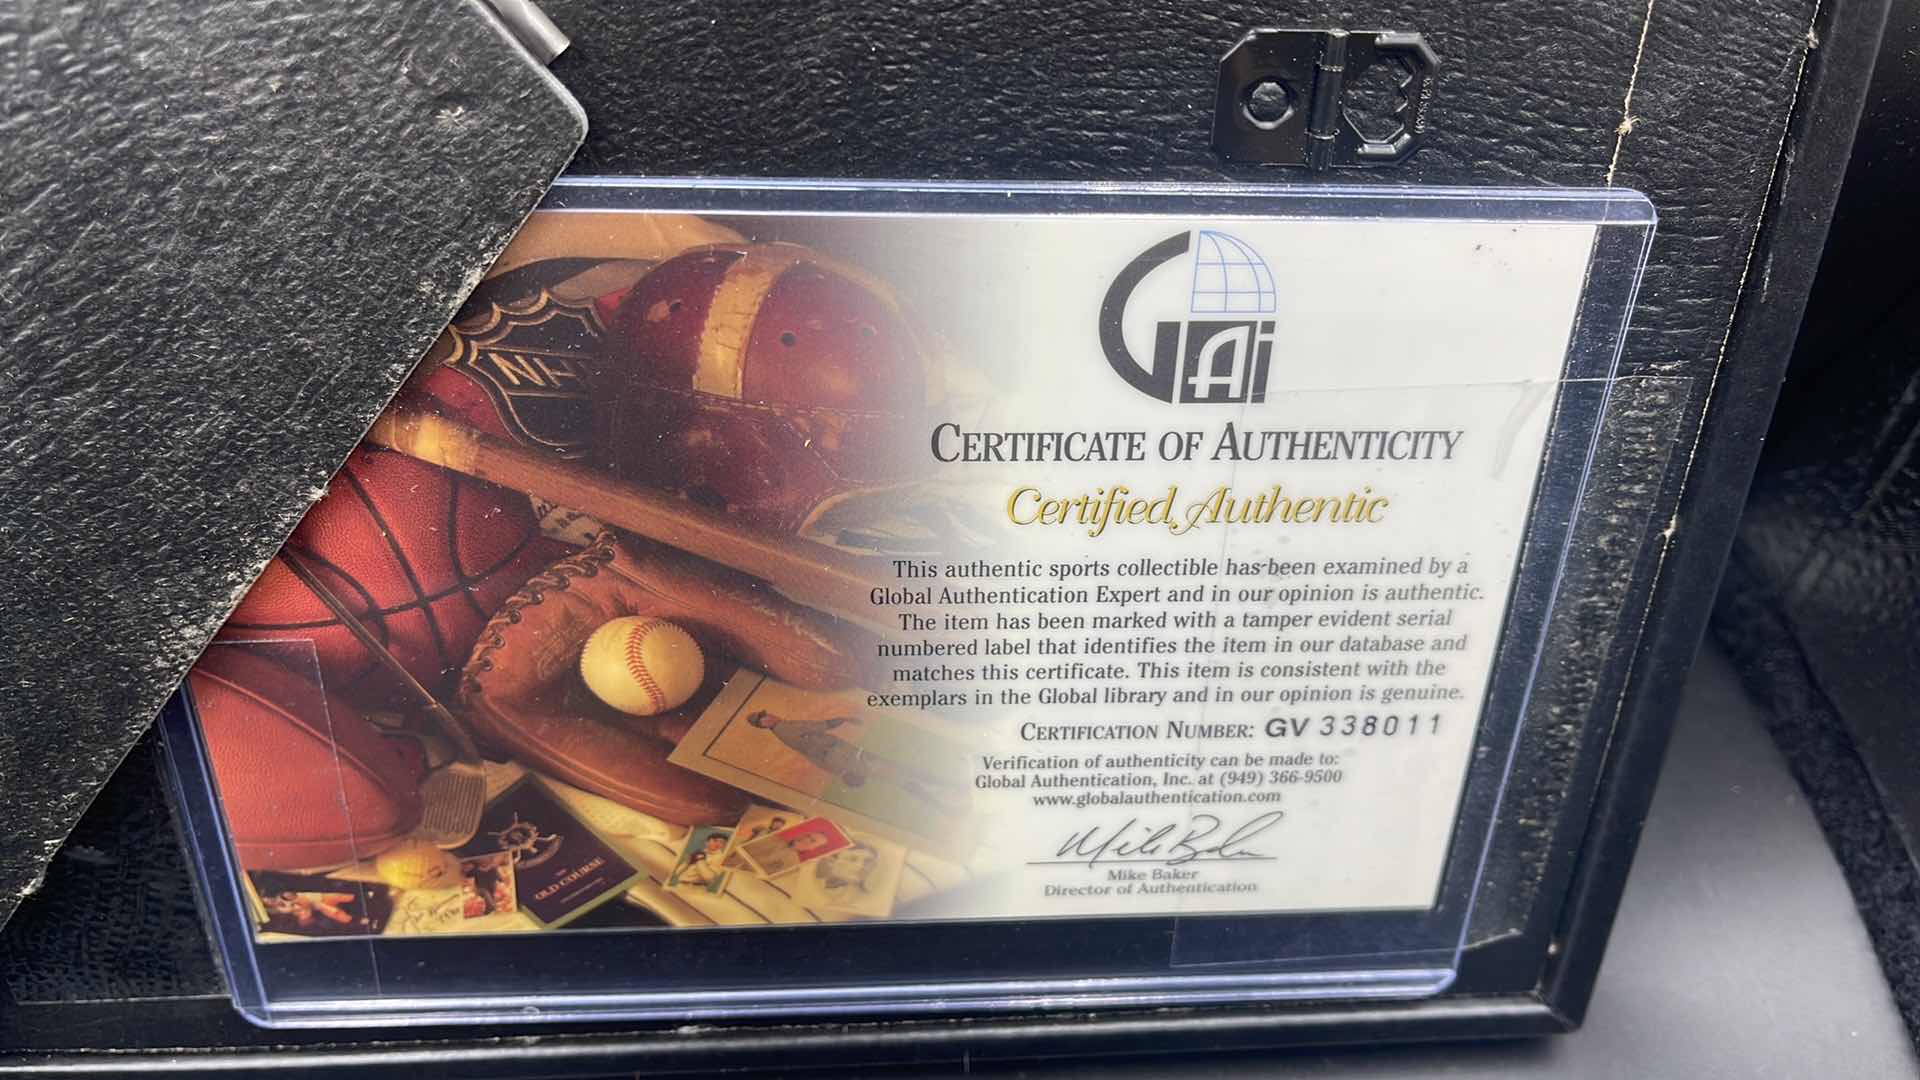 NH
GAi
CERTIFICATE OF AUTHENTICITY
Certified Authentic
This authentic sports collectible has been examined by a
Global Authentication Expert and in our opinion is authentic.
The item has been marked with a tamper evident serial
numbered label that identifies the item in our database and
matches this certificate. This item is consistent with the
exemplars in the Global library and in our opinion is genuine.
CERTIFICATION NUMBER: GV 338011
Verification of authenticity can be made to:
Global Authentication, Inc. at (949) 366-9500
www.globalauthentication.com
Mike Baker
Mike Baker
Director of Authentication
OLD COURSE